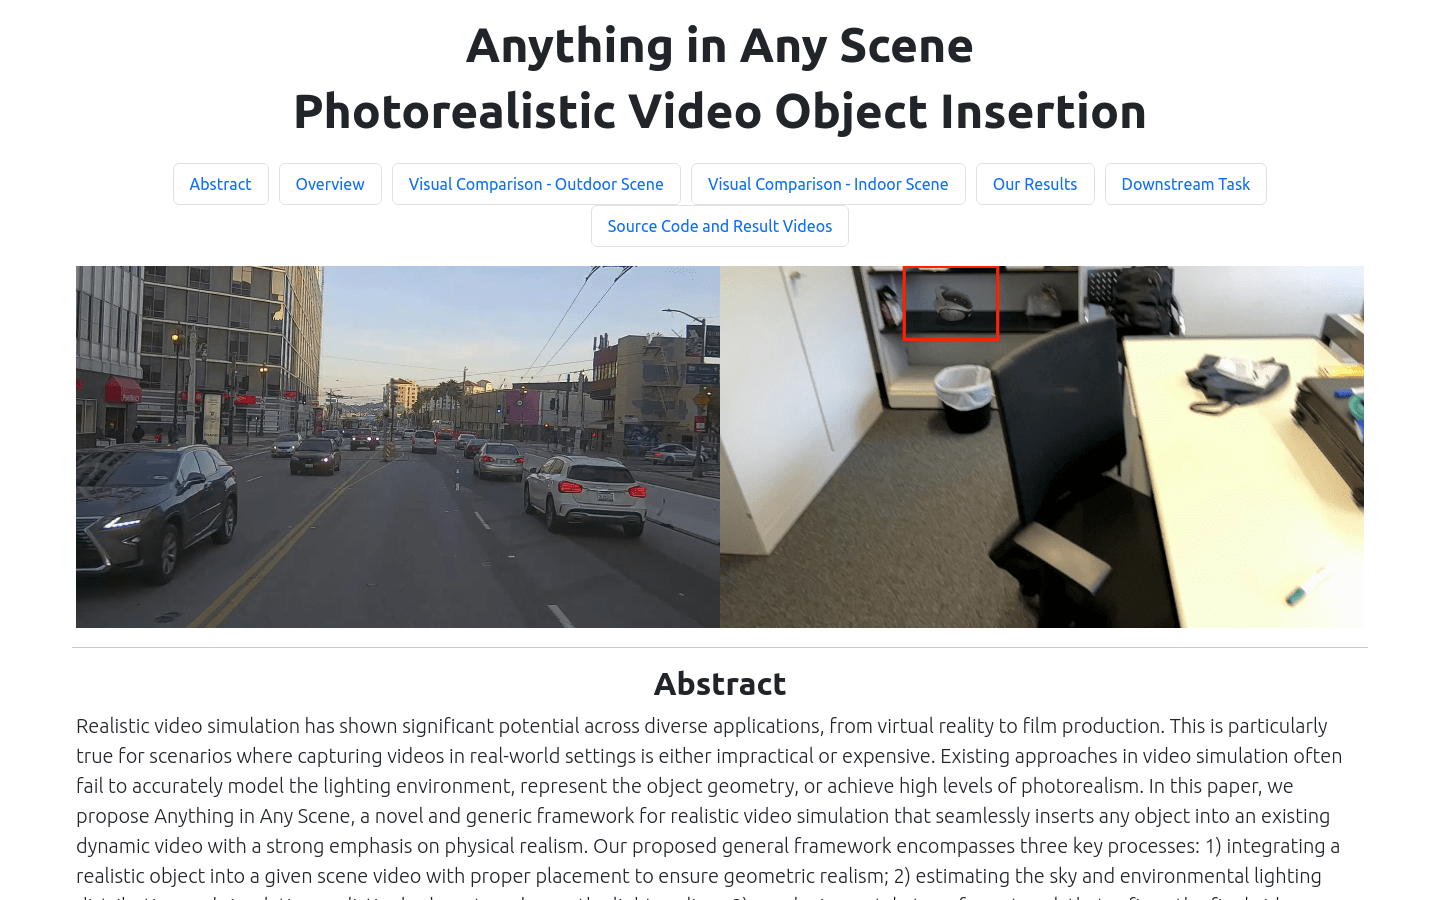 Anything in Any Scene
Photorealistic Video Object Insertion
Abstract
Overview
Visual Comparison - Outdoor Scene
Visual Comparison - Indoor Scene
Our Results
Downstream Task
Source Code and Result Videos
Abstract
Realistic video simulation has shown significant potential across diverse applications, from virtual reality to film production. This is particularly
true for scenarios where capturing videos in real-world settings is either impractical or expensive. Existing approaches in video simulation often
fail to accurately model the lighting environment, represent the object geometry, or achieve high levels of photorealism. In this paper, we
propose Anything in Any Scene, a novel and generic framework for realistic video simulation that seamlessly inserts any object into an existing
dynamic video with a strong emphasis on physical realism. Our proposed general framework encompasses three key processes: 1) integrating a
realistic object into a given scene video with proper placement to ensure geometric realism; 2) estimating the sky and environmental lighting